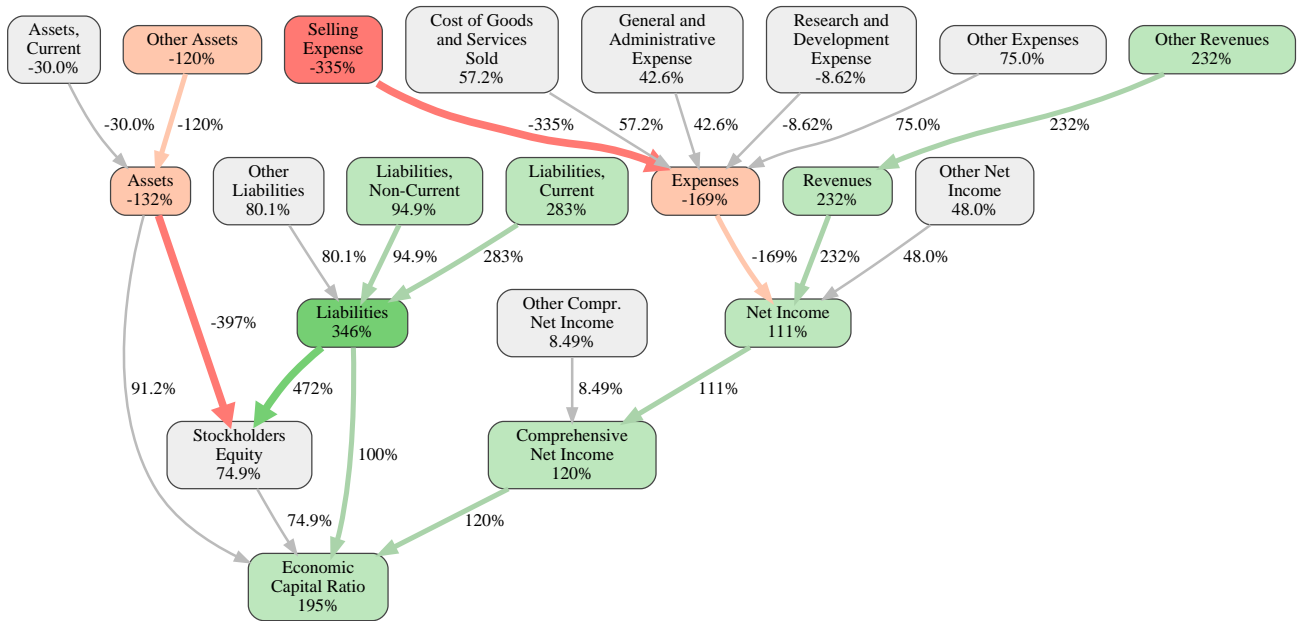 Assets,
Current
-30.0%
Other Assets
-120%
Selling
Expense
-335%
Cost of Goods
and Services
Sold
57.2%
General and
Administrative
Expense
42.6%
Research and
Development
Expense
-8.62%
Other Expenses
75.0%
Other Revenues
232%
-30.0%
-120%
-335%
57.2%
42.6%
-8.62%
75.0%
232%
Assets
-132%
Other
Liabilities
80.1%
Liabilities,
Non-Current
94.9%
Liabilities,
Current
283%
Expenses
-169%
Revenues
232%
Other Net
Income
48.0%
80.1%
94.9%
283%
-169%
232%
48.0%
Liabilities
346%
Other Compr.
Net Income
8.49%
Net Income
111%
-397%
91.2%
472%
8.49%
111%
Stockholders
Equity
74.9%
100%
Comprehensive
Net Income
120%
74.9%
120%
Economic
Capital Ratio
195%